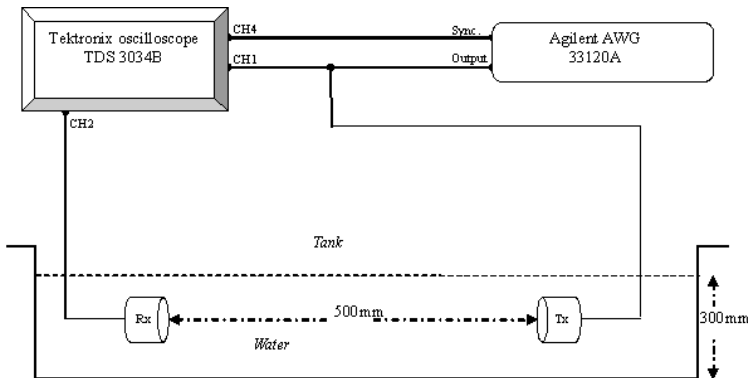 Tektronix oscilloscope
TDS 3034B
CH4
Sync.
CH1
Output
Agilent AWG
33120A
CH2
Tank
Rx
500mm
Tx
300mm
Water